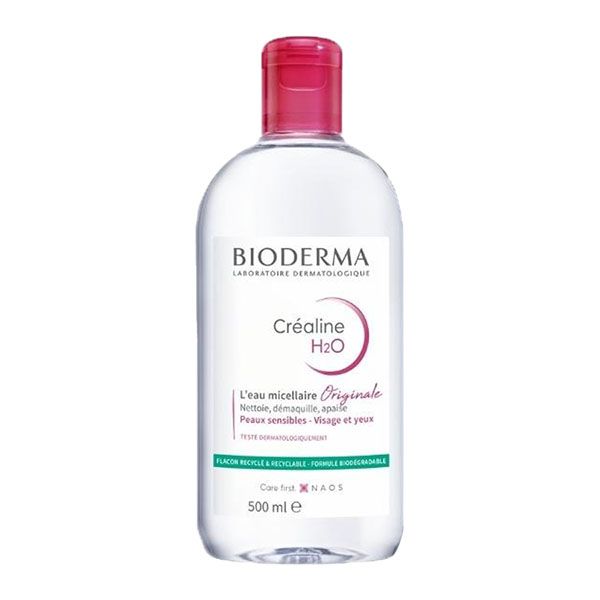 BIODERMA
LABORATOIRE DERMATOLOGIQUE
Créaline
H2O
L'eau micellaire Originale
Nettoie, démaquille, apaise
Peaux sensibles - Visage et yeux
TESTÉ DERMATOLOGIQUEMENT
FLACON RECYCLÉ & RECYCLABLE - FORMULE BIODÉGRADABLE
Care first. NAOS
500 ml e